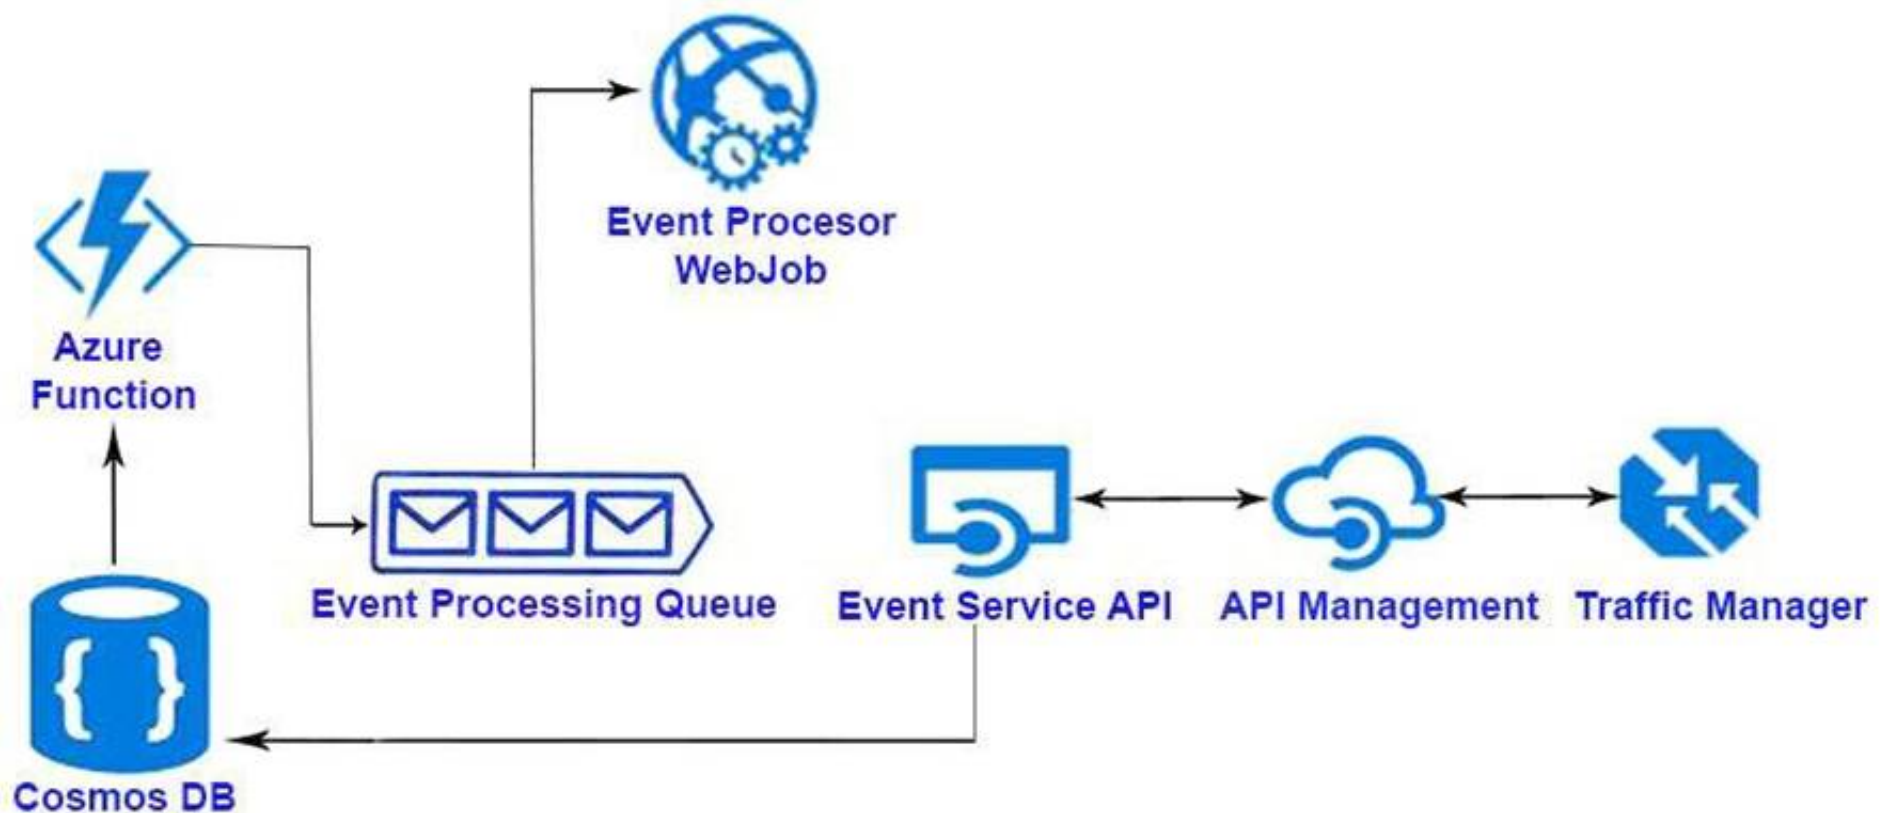 Event Procesor
WebJob
Azure
Function
Event Processing Queue
Event Service API
API Management
Traffic Manager
{ }
Cosmos DB